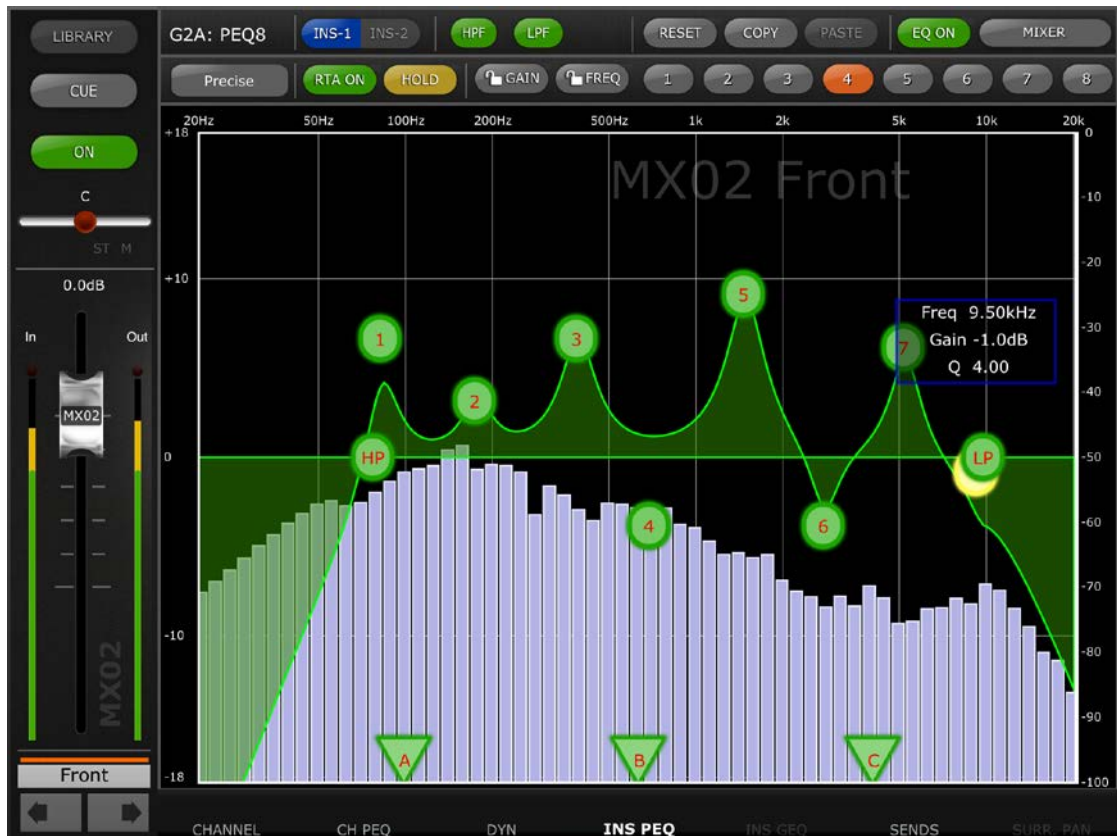 LIBRARY G2A: PEQ8 INS-1 INS-2 HPF LPF RESET COPY PASTE EQ ON MIXER
CUE Precise RTA ON HOLD GAIN FREQ 1 2 3 4 5 6 7 8
20Hz 50Hz 100Hz 200Hz 500Hz 1k 2k 5k 10k 20k
+18 0
ON
MX02 Front
C -10
ST M
-20
0.0dB +10
5 -30
Freq 9.50kHz
In Out 1 3 Gain -1.0dB
7
Q 4.00
2 -40
MX02
0 HP LP -50
4 6 -60
-70
-10 -80
MX02
-90
A B C
Front -18 -100
CHANNEL CH PEQ DYN INS PEQ INS GEQ SENDS SURR. PAN